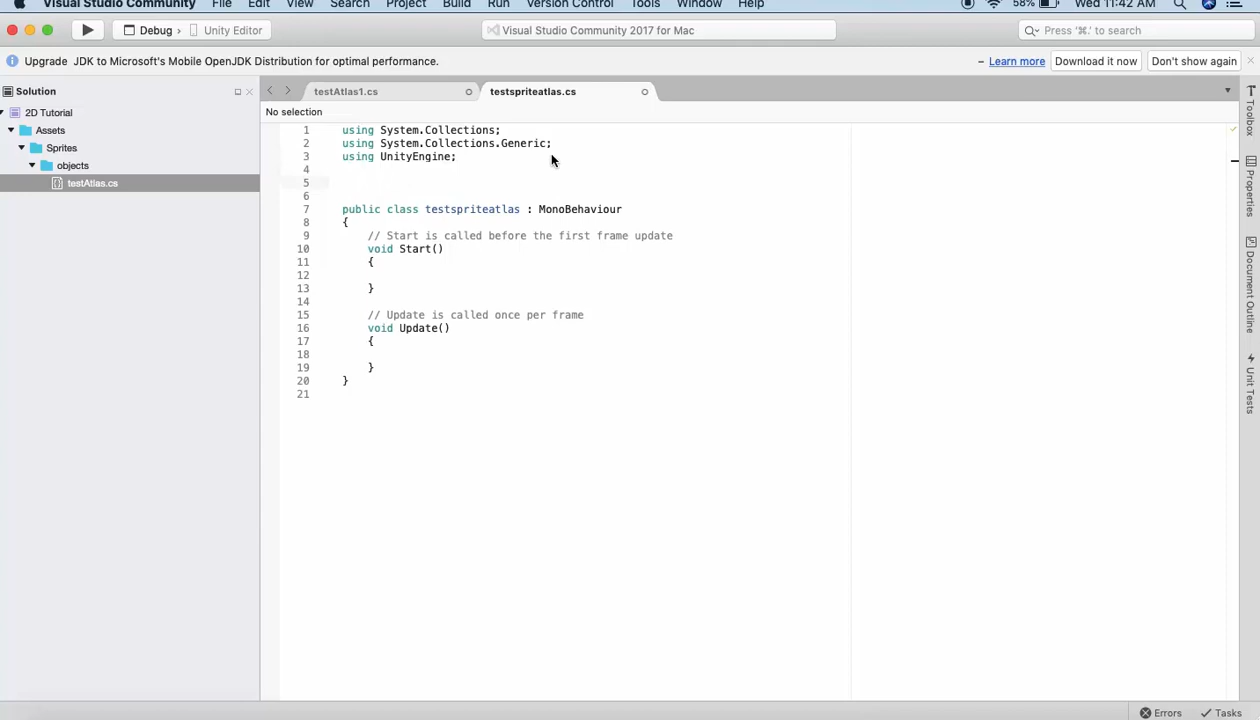 Visual Studio Community File Edit View Search Project Build Run Version Control Tools Window Help 58% Wed 11:42 AM
Debug › Unity Editor Visual Studio Community 2017 for Mac Press '⌘.' to search
Upgrade JDK to Microsoft's Mobile OpenJDK Distribution for optimal performance. Learn more Download it now Don't show again
Solution
2D Tutorial
Assets
Sprites
objects
testAtlas.cs
testAtlas1.cs testspriteatlas.cs
No selection
1 using System.Collections;
2 using System.Collections.Generic;
3 using UnityEngine;
4
5
6
7 public class testspriteatlas : MonoBehaviour
8 {
9 // Start is called before the first frame update
10 void Start()
11 {
12
13 }
14
15 // Update is called once per frame
16 void Update()
17 {
18
19 }
20 }
21
Toolbox
Properties
Document Outline
Unit Tests
Errors Tasks